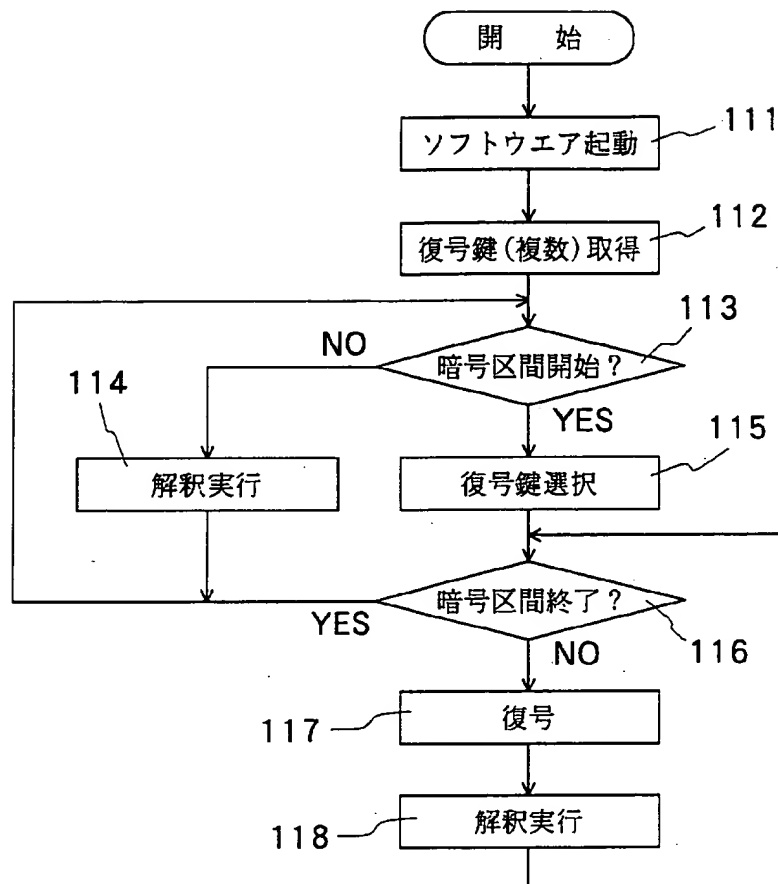 開 始
ソフトウエア起動
111
復号鍵(複数)取得
112
暗号区間開始?
113
NO
YES
114
解釈実行
復号鍵選択
115
暗号区間終了?
116
YES
NO
復号
117
解釈実行
118